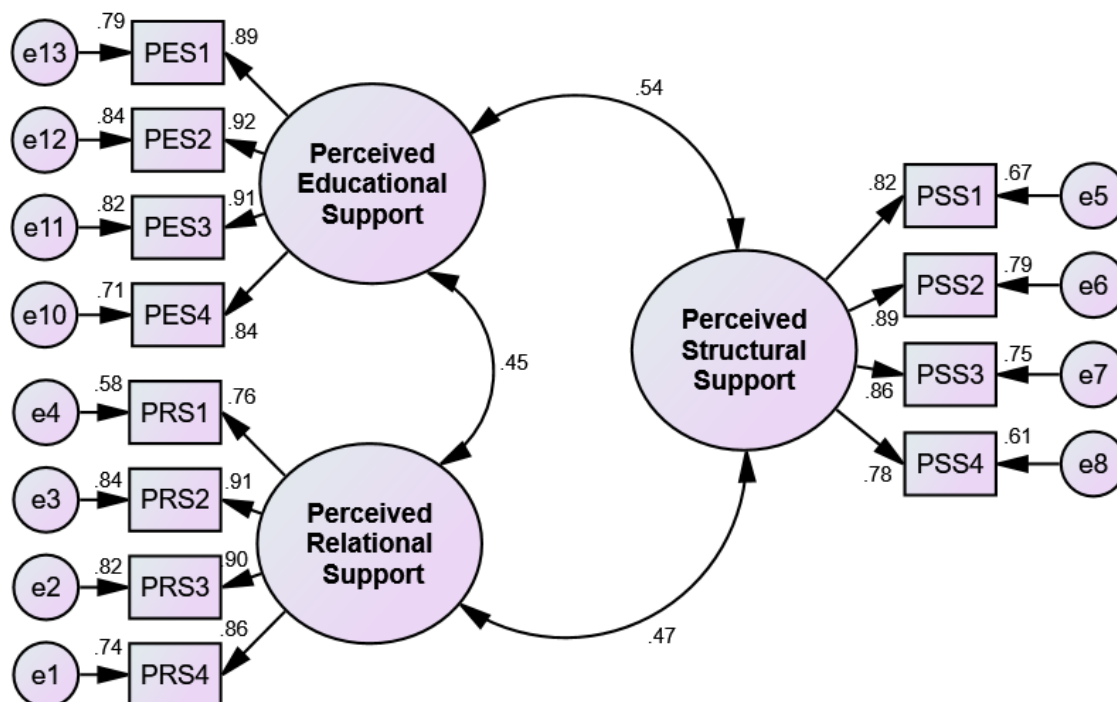 .79
.89
e13
PES1
.84
.92
e12
PES2
.82
.91
e11
PES3
.71
.84
e10
PES4
Perceived
Educational
Support
.54
.45
.58
.76
e4
PRS1
.84
.91
e3
PRS2
.82
.90
e2
PRS3
.74
.86
e1
PRS4
Perceived
Relational
Support
.47
Perceived
Structural
Support
.82
.67
PSS1
e5
.89
.79
PSS2
e6
.86
.75
PSS3
e7
.78
.61
PSS4
e8